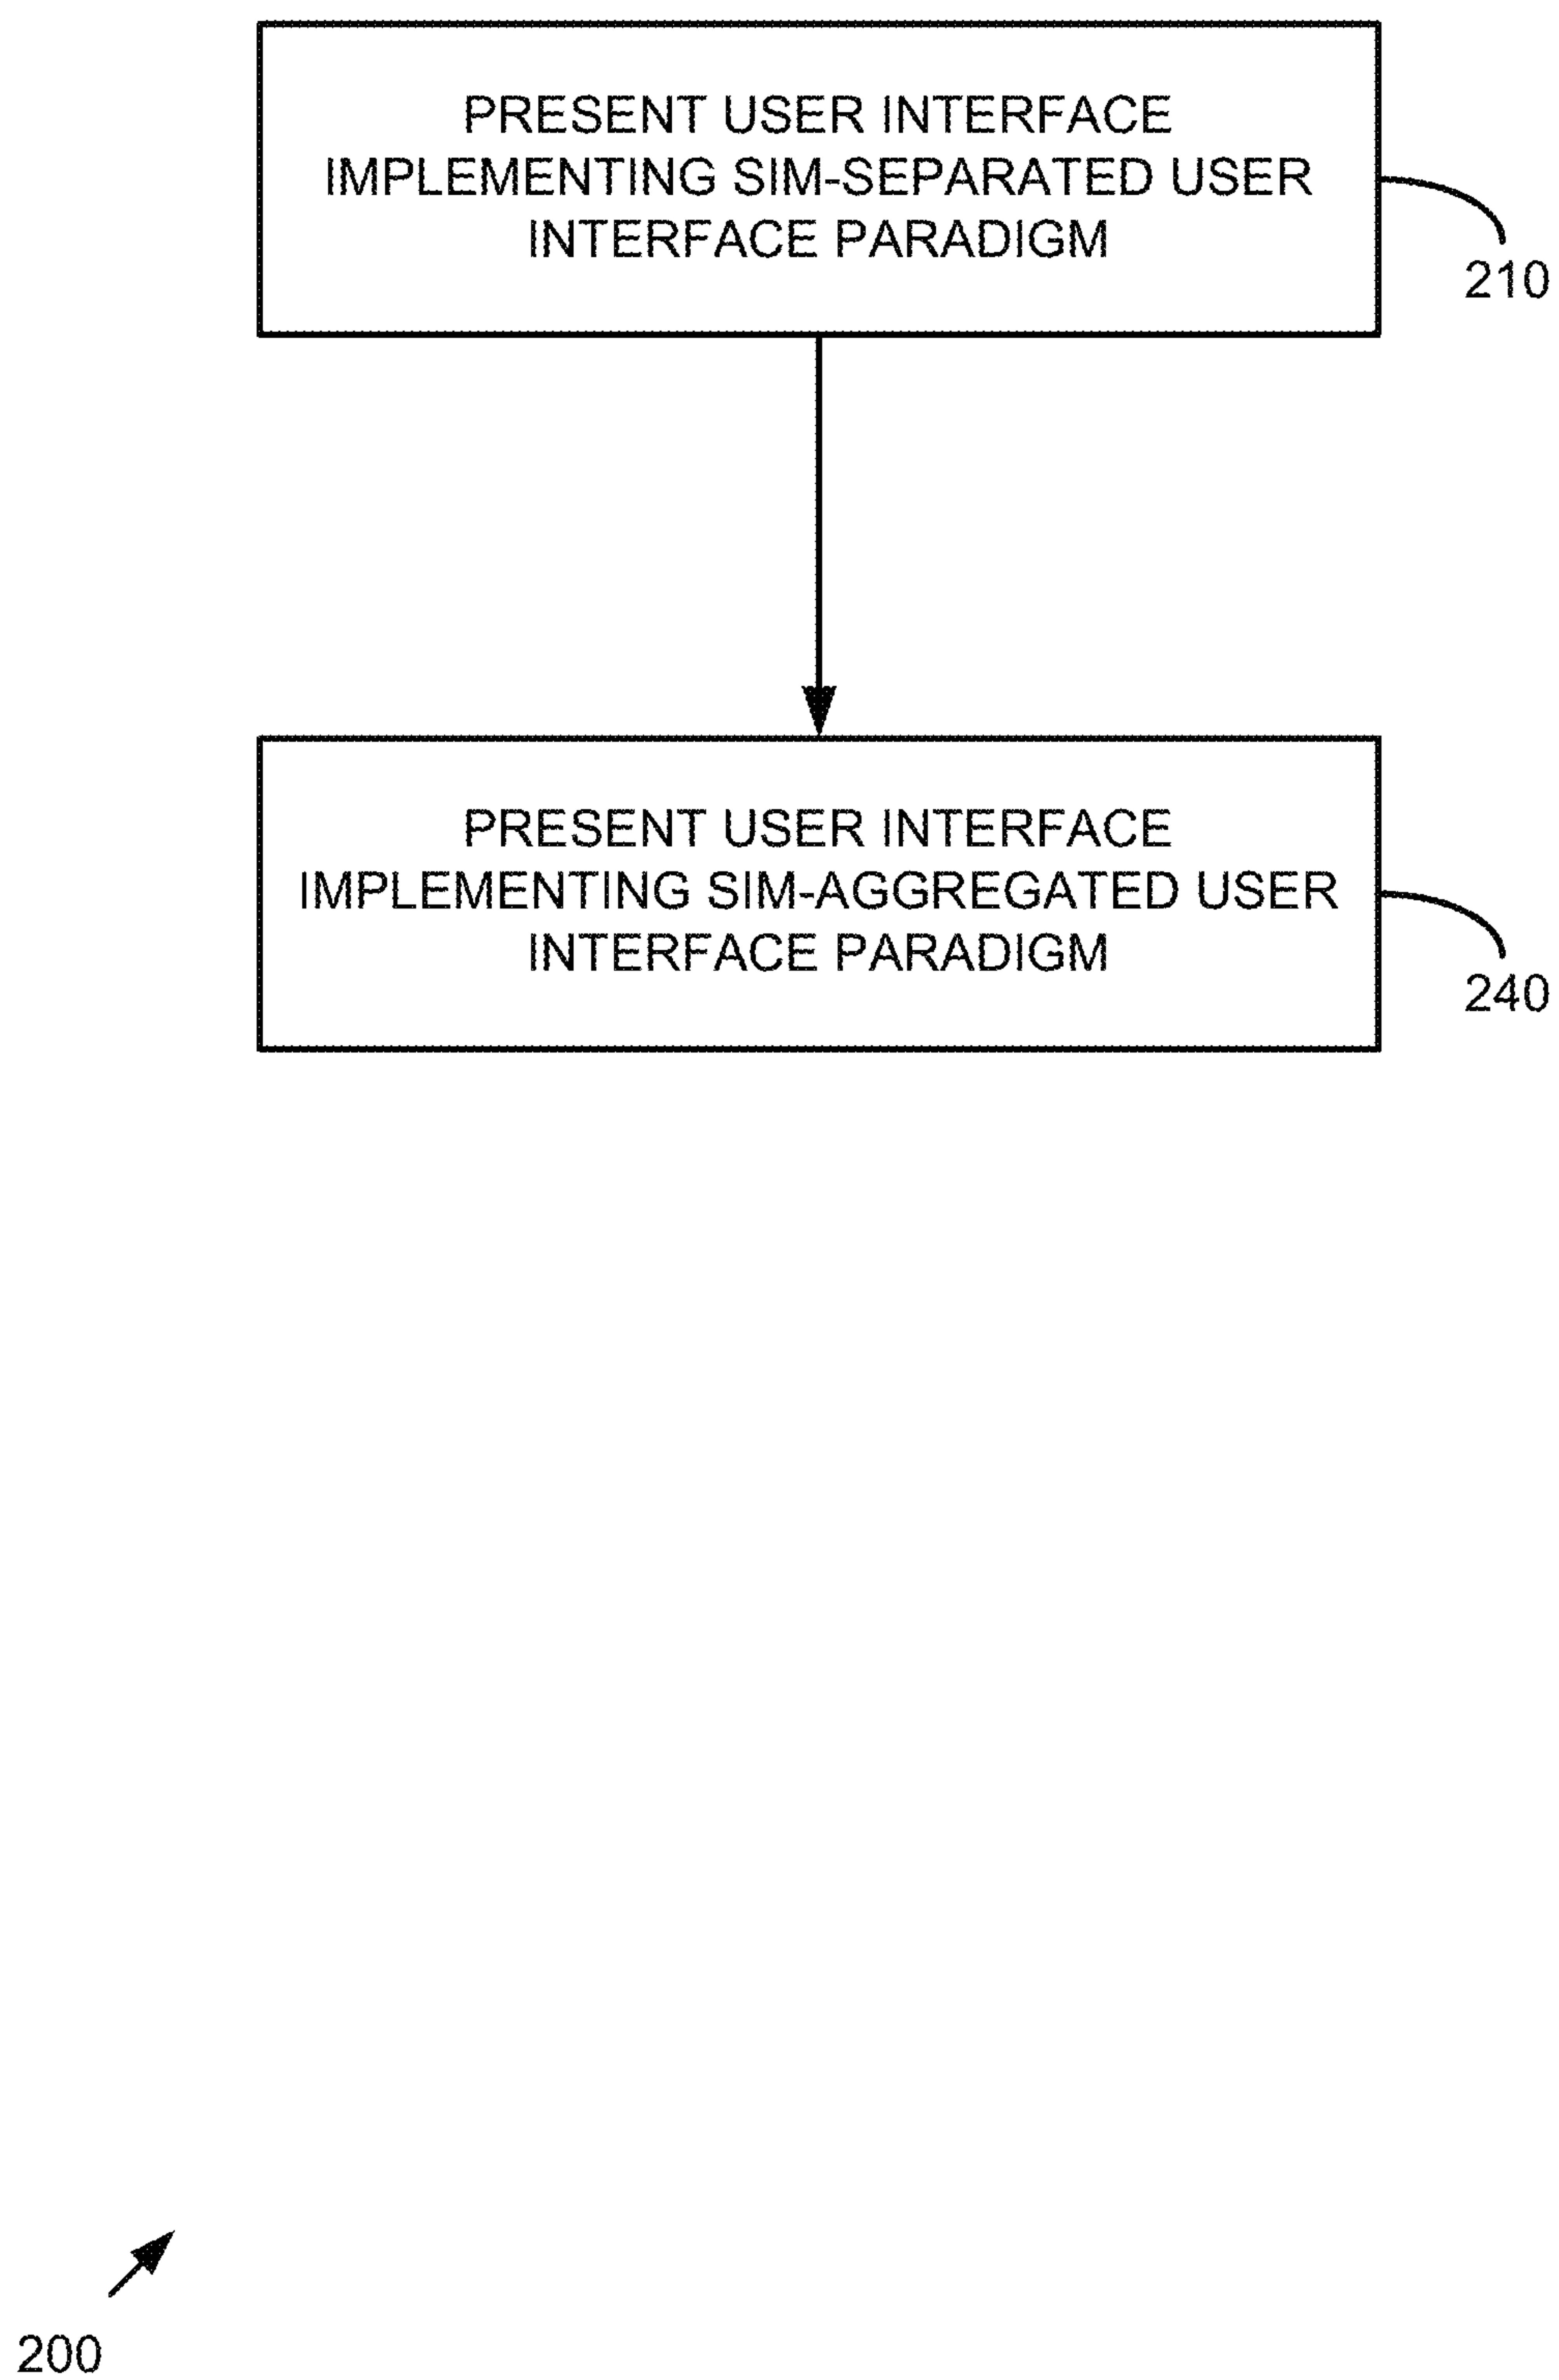 PRESENT USER INTERFACE
IMPLEMENTING SIM-SEPARATED USER
INTERFACE PARADIGM
210
PRESENT USER INTERFACE
IMPLEMENTING SIM-AGGREGATED USER
INTERFACE PARADIGM
240
200